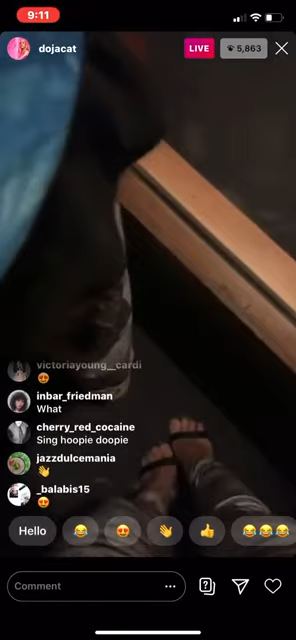 9:11
dojacat
LIVE
5,863
victoriayoung__cardi
😍
inbar_friedman
What
cherry_red_cocaine
Sing hoopie doopie
jazzdulcemania
👋
_balabis15
😍
Hello
😂
😍
👋
👍
😂😂😂
Comment